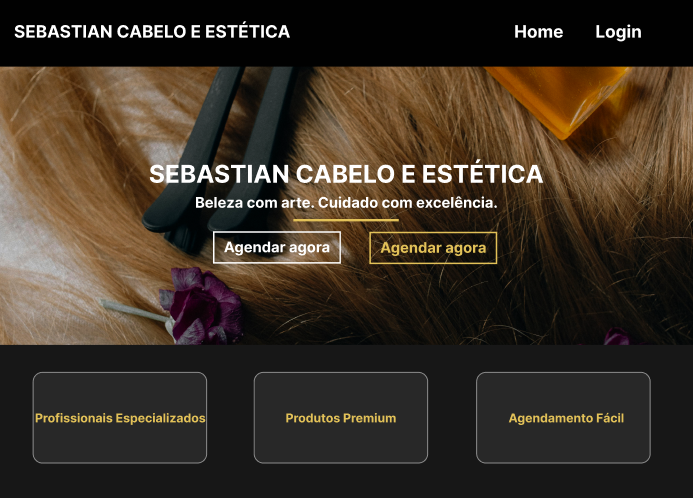 SEBASTIAN CABELO E ESTÉTICA
Home Login
SEBASTIAN CABELO E ESTÉTICA
Beleza com arte. Cuidado com excelência.
Agendar agora Agendar agora
Profissionais Especializados Produtos Premium Agendamento Fácil